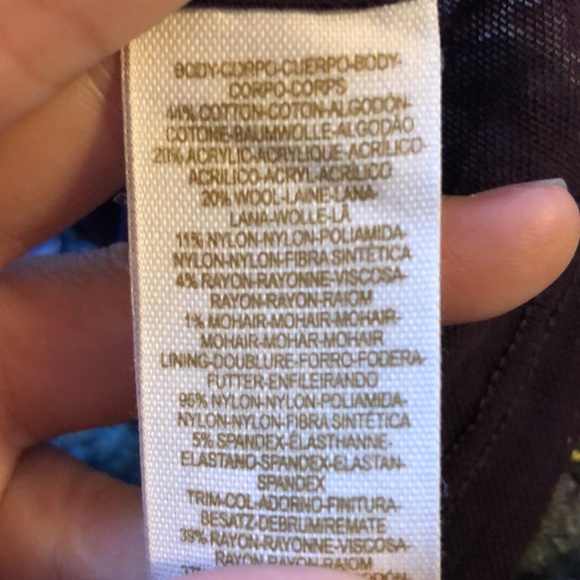 BODY-CORPO-CUERPO-BODY-
CORPO-CORPS
44% COTTON-COTON-ALGODÓN-
COTONE-BAUMWOLLE-ALGODÃO
20% ACRYLIC-ACRYLIQUE-ACRÍLICO-
ACRILICO-ACRYL-ACRÍLICO
20% WOOL-LAINE-LANA-
LANA-WOLLE-LÃ
11% NYLON-NYLON-POLIAMIDA-
NYLON-NYLON-FIBRA SINTÉTICA
4% RAYON-RAYONNE-VISCOSA-
RAYON-RAYON-RAIOM
1% MOHAIR-MOHAIR-MOHAIR-
MOHAIR-MOHAR-MOHAIR
LINING-DOUBLURE-FORRO-FODERA-
FUTTER-ENFILEIRANDO
95% NYLON-NYLON-POLIAMIDA-
NYLON-NYLON-FIBRA SINTÉTICA
5% SPANDEX-ÉLASTHANNE-
ELASTANO-SPANDEX-ELASTAN-
SPANDEX
TRIM-COL-ADORNO-FINITURA-
BESATZ-DEBRUM/REMATE
39% RAYON-RAYONNE-VISCOSA-
RAYON-RAYON-RAIOM